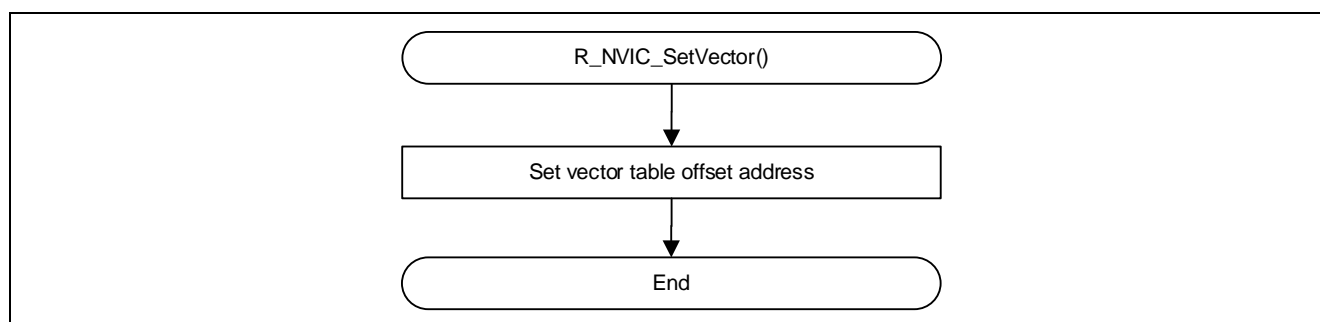 R_NVIC_SetVector()
Set vector table offset address
End